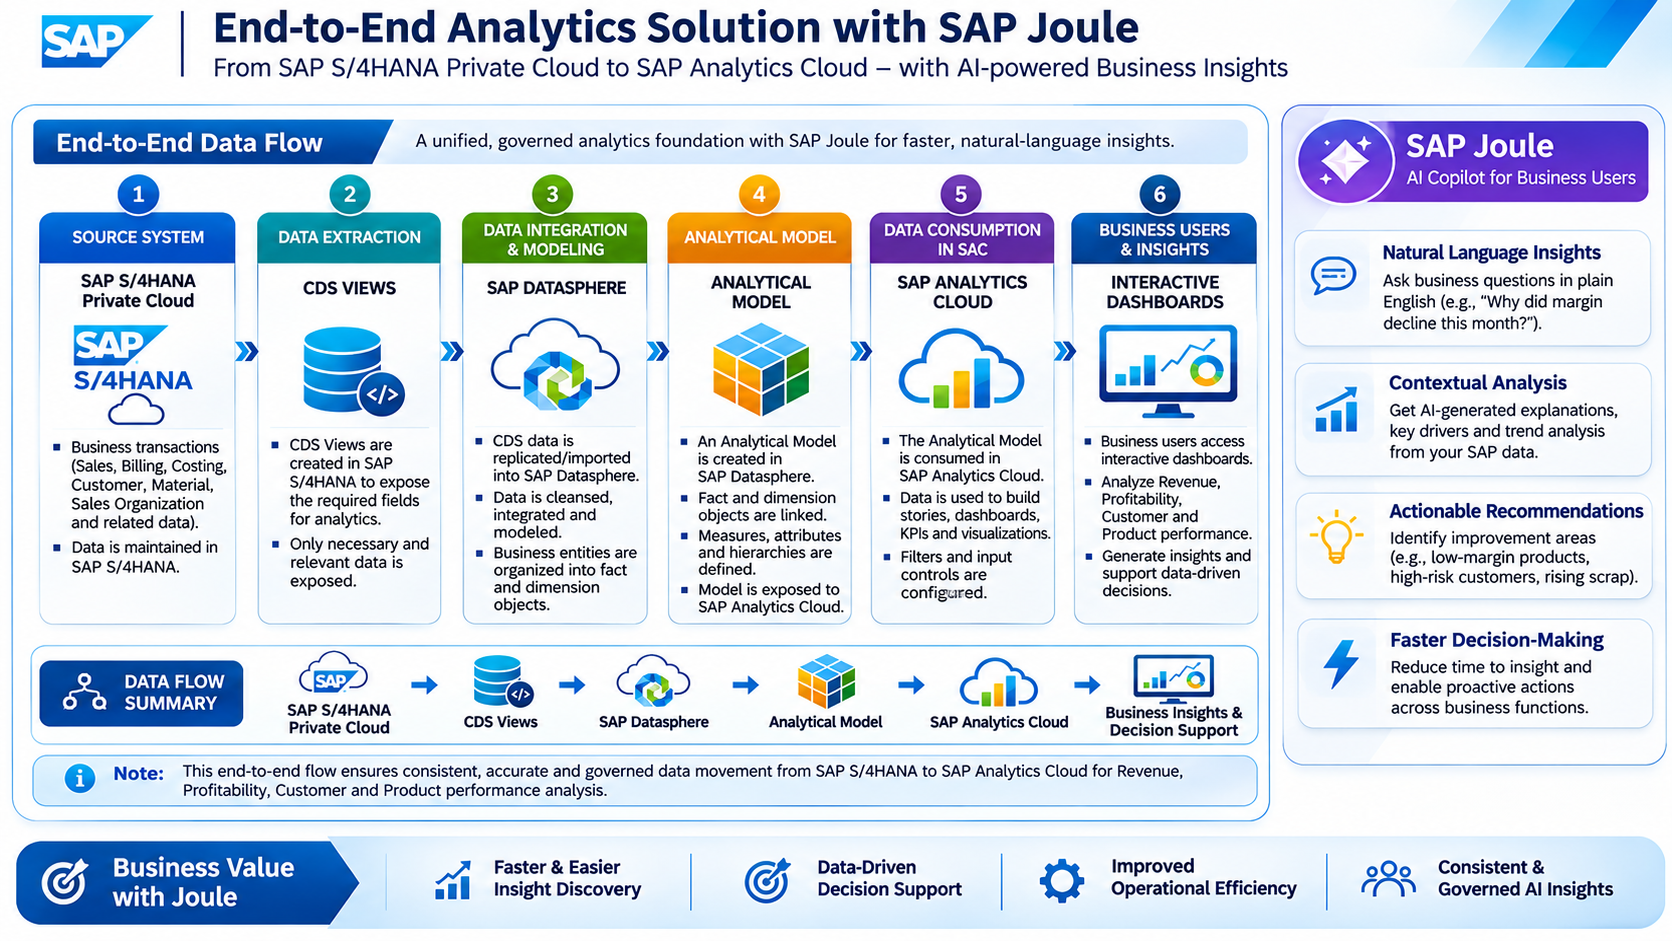 SAP
End-to-End Analytics Solution with SAP Joule
From SAP S/4HANA Private Cloud to SAP Analytics Cloud – with AI-powered Business Insights
End-to-End Data Flow
A unified, governed analytics foundation with SAP Joule for faster, natural-language insights.
1
SOURCE SYSTEM
SAP S/4HANA
Private Cloud
SAP
S/4HANA
▪ Business transactions
(Sales, Billing, Costing,
Customer, Material,
Sales Organization
and related data).
▪ Data is maintained in
SAP S/4HANA.
2
DATA EXTRACTION
CDS VIEWS
</>
▪ CDS Views are
created in SAP
S/4HANA to expose
the required fields
for analytics.
▪ Only necessary and
relevant data is
exposed.
3
DATA INTEGRATION
& MODELING
SAP DATASPHERE
▪ CDS data is
replicated/imported
into SAP Datasphere.
▪ Data is cleansed,
integrated and
modeled.
▪ Business entities are
organized into fact
and dimension
objects.
4
ANALYTICAL MODEL
ANALYTICAL
MODEL
▪ An Analytical Model
is created in
SAP Datasphere.
▪ Fact and dimension
objects are linked.
▪ Measures, attributes
and hierarchies are
defined.
▪ Model is exposed to
SAP Analytics Cloud.
5
DATA CONSUMPTION
IN SAC
SAP ANALYTICS
CLOUD
▪ The Analytical Model
is consumed in
SAP Analytics Cloud.
▪ Data is used to build
stories, dashboards,
KPIs and visualizations.
▪ Filters and input
controls are
configured.
6
BUSINESS USERS
& INSIGHTS
INTERACTIVE
DASHBOARDS
▪ Business users access
interactive dashboards.
▪ Analyze Revenue,
Profitability,
Customer and
Product performance.
▪ Generate insights and
support data-driven
decisions.
DATA FLOW
SUMMARY
SAP
SAP S/4HANA
Private Cloud
</>
CDS Views
SAP Datasphere
Analytical Model
SAP Analytics Cloud
Business Insights &
Decision Support
i
Note:
This end-to-end flow ensures consistent, accurate and governed data movement from SAP S/4HANA to SAP Analytics Cloud for Revenue,
Profitability, Customer and Product performance analysis.
SAP Joule
AI Copilot for Business Users
Natural Language Insights
Ask business questions in plain
English (e.g., “Why did margin
decline this month?”).
Contextual Analysis
Get AI-generated explanations,
key drivers and trend analysis
from your SAP data.
Actionable Recommendations
Identify improvement areas
(e.g., low-margin products,
high-risk customers, rising scrap).
Faster Decision-Making
Reduce time to insight and
enable proactive actions
across business functions.
Business Value
with Joule
Faster & Easier
Insight Discovery
Data-Driven
Decision Support
Improved
Operational Efficiency
Consistent &
Governed AI Insights